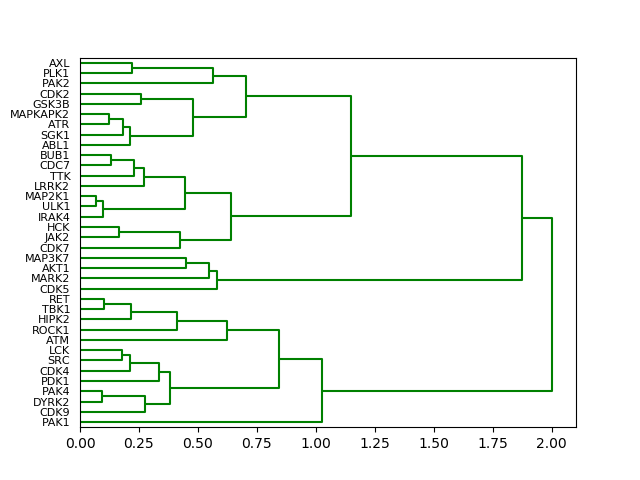 AXL
PLK1
PAK2
CDK2
GSK3B
MAPKAPK2
ATR
SGK1
ABL1
BUB1
CDC7
TTK
LRRK2
MAP2K1
ULK1
IRAK4
HCK
JAK2
CDK7
MAP3K7
AKT1
MARK2
CDK5
RET
TBK1
HIPK2
ROCK1
ATM
LCK
SRC
CDK4
PDK1
PAK4
DYRK2
CDK9
PAK1
0.00 0.25 0.50 0.75 1.00 1.25 1.50 1.75 2.00